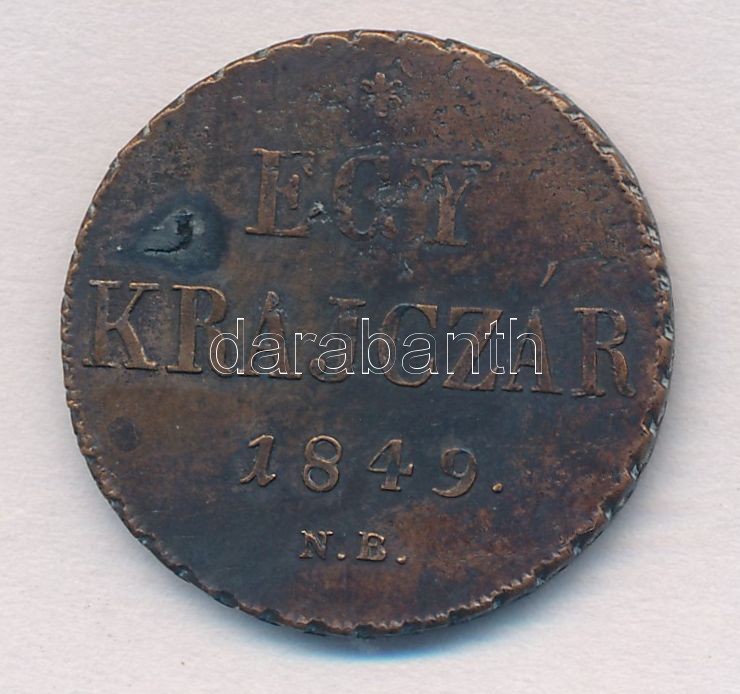 EGY
KRAJCZÁR
darabanth
1849.
N.B.